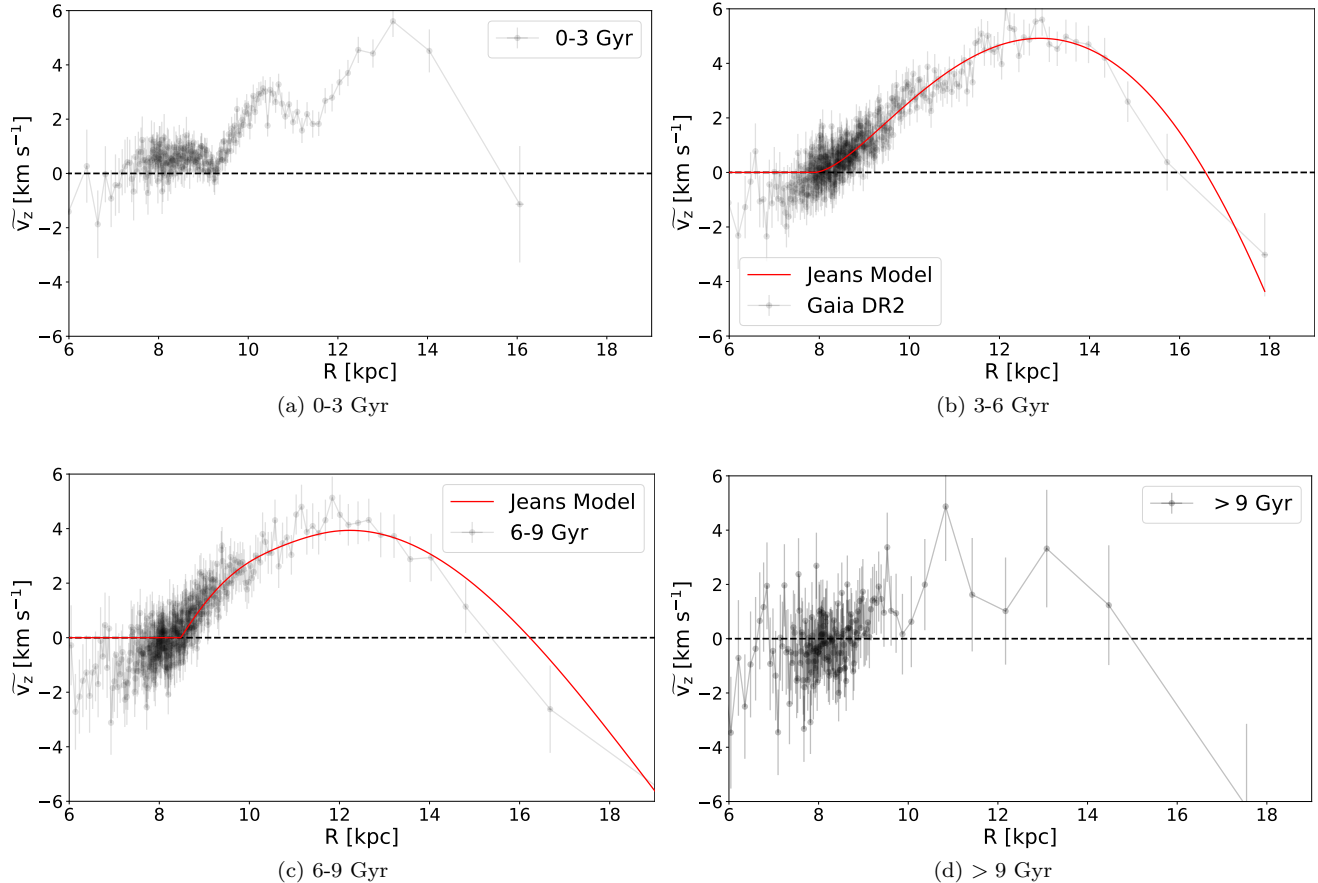 6
4
2
0
−2
−4
−6
ṽz [km s⁻¹]
0-3 Gyr
6 8 10 12 14 16 18
R [kpc]
(a) 0-3 Gyr
6
4
2
0
−2
−4
−6
ṽz [km s⁻¹]
Jeans Model
Gaia DR2
6 8 10 12 14 16 18
R [kpc]
(b) 3-6 Gyr
6
4
2
0
−2
−4
−6
ṽz [km s⁻¹]
Jeans Model
6-9 Gyr
6 8 10 12 14 16 18
R [kpc]
(c) 6-9 Gyr
6
4
2
0
−2
−4
−6
ṽz [km s⁻¹]
> 9 Gyr
6 8 10 12 14 16 18
R [kpc]
(d) > 9 Gyr